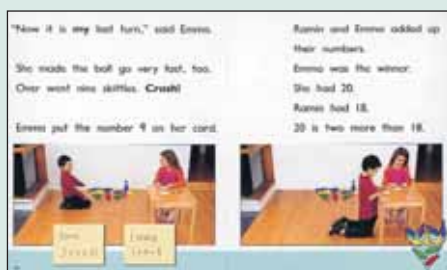 "Now it is my last turn," said Emma.
She made the ball go very fast, too.
Over went nine skittles. Crash!
Emma put the number 9 on her card.
Ramin and Emma added up
their numbers.
Emma was the winner.
She had 20.
Ramin had 18.
20 is two more than 18.
Emma